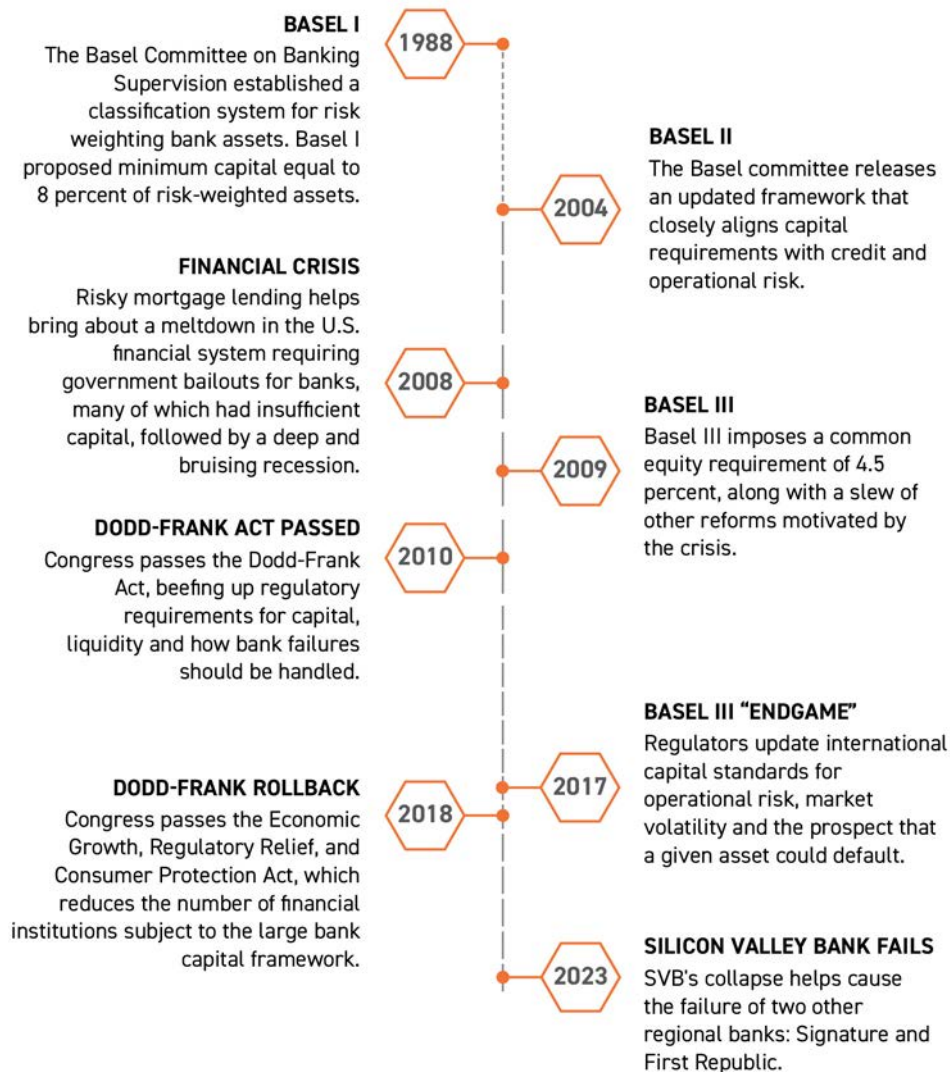 BASEL I
The Basel Committee on Banking
Supervision established a
classification system for risk
weighting bank assets. Basel I
proposed minimum capital equal to
8 percent of risk-weighted assets.
1988
BASEL II
The Basel committee releases
an updated framework that
closely aligns capital
requirements with credit and
operational risk.
2004
FINANCIAL CRISIS
Risky mortgage lending helps
bring about a meltdown in the U.S.
financial system requiring
government bailouts for banks,
many of which had insufficient
capital, followed by a deep and
bruising recession.
2008
BASEL III
Basel III imposes a common
equity requirement of 4.5
percent, along with a slew of
other reforms motivated by
the crisis.
2009
DODD-FRANK ACT PASSED
Congress passes the Dodd-Frank
Act, beefing up regulatory
requirements for capital,
liquidity and how bank failures
should be handled.
2010
BASEL III “ENDGAME”
Regulators update international
capital standards for
operational risk, market
volatility and the prospect that
a given asset could default.
2017
DODD-FRANK ROLLBACK
Congress passes the Economic
Growth, Regulatory Relief, and
Consumer Protection Act, which
reduces the number of financial
institutions subject to the large bank
capital framework.
2018
SILICON VALLEY BANK FAILS
SVB's collapse helps cause
the failure of two other
regional banks: Signature and
First Republic.
2023